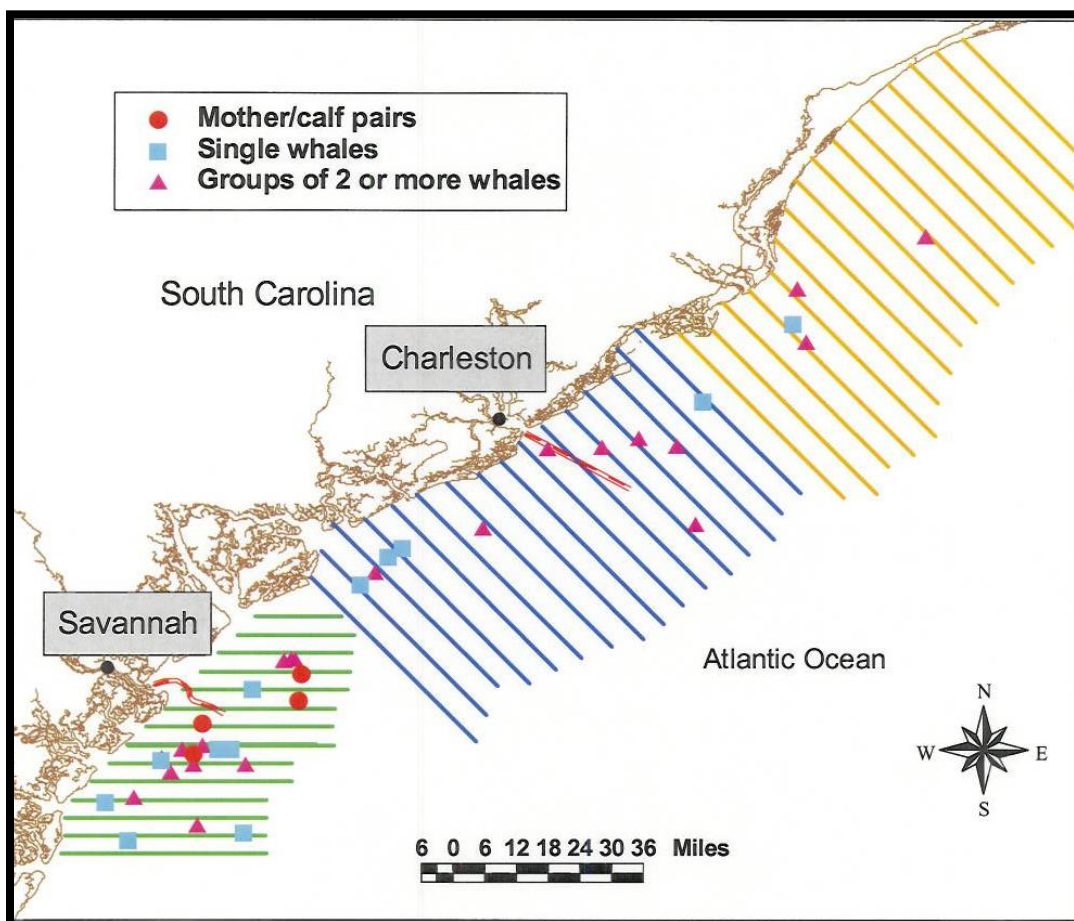 Mother/calf pairs
Single whales
Groups of 2 or more whales
South Carolina
Charleston
Savannah
Atlantic Ocean
N
W E
S
6 0 6 12 18 24 30 36 Miles